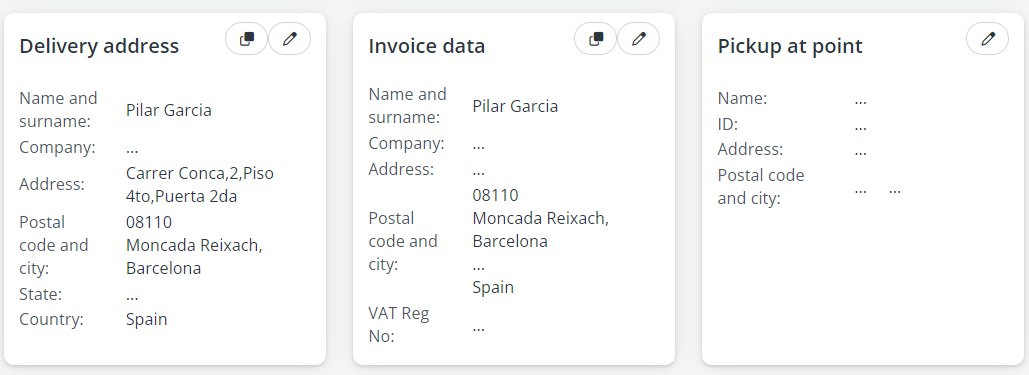 Delivery address
Name and
surname:
Pilar Garcia
Company:
...
Address:
Carrer Conca,2,Piso
4to,Puerta 2da
Postal
code and
city:
08110
Moncada Reixach,
Barcelona
State:
...
Country:
Spain
Invoice data
Name and
surname:
Pilar Garcia
Company:
...
Address:
...
Postal
code and
city:
08110
Moncada Reixach,
Barcelona
...
Spain
VAT Reg
No:
...
Pickup at point
Name:
...
ID:
...
Address:
...
Postal code
and city:
... ...